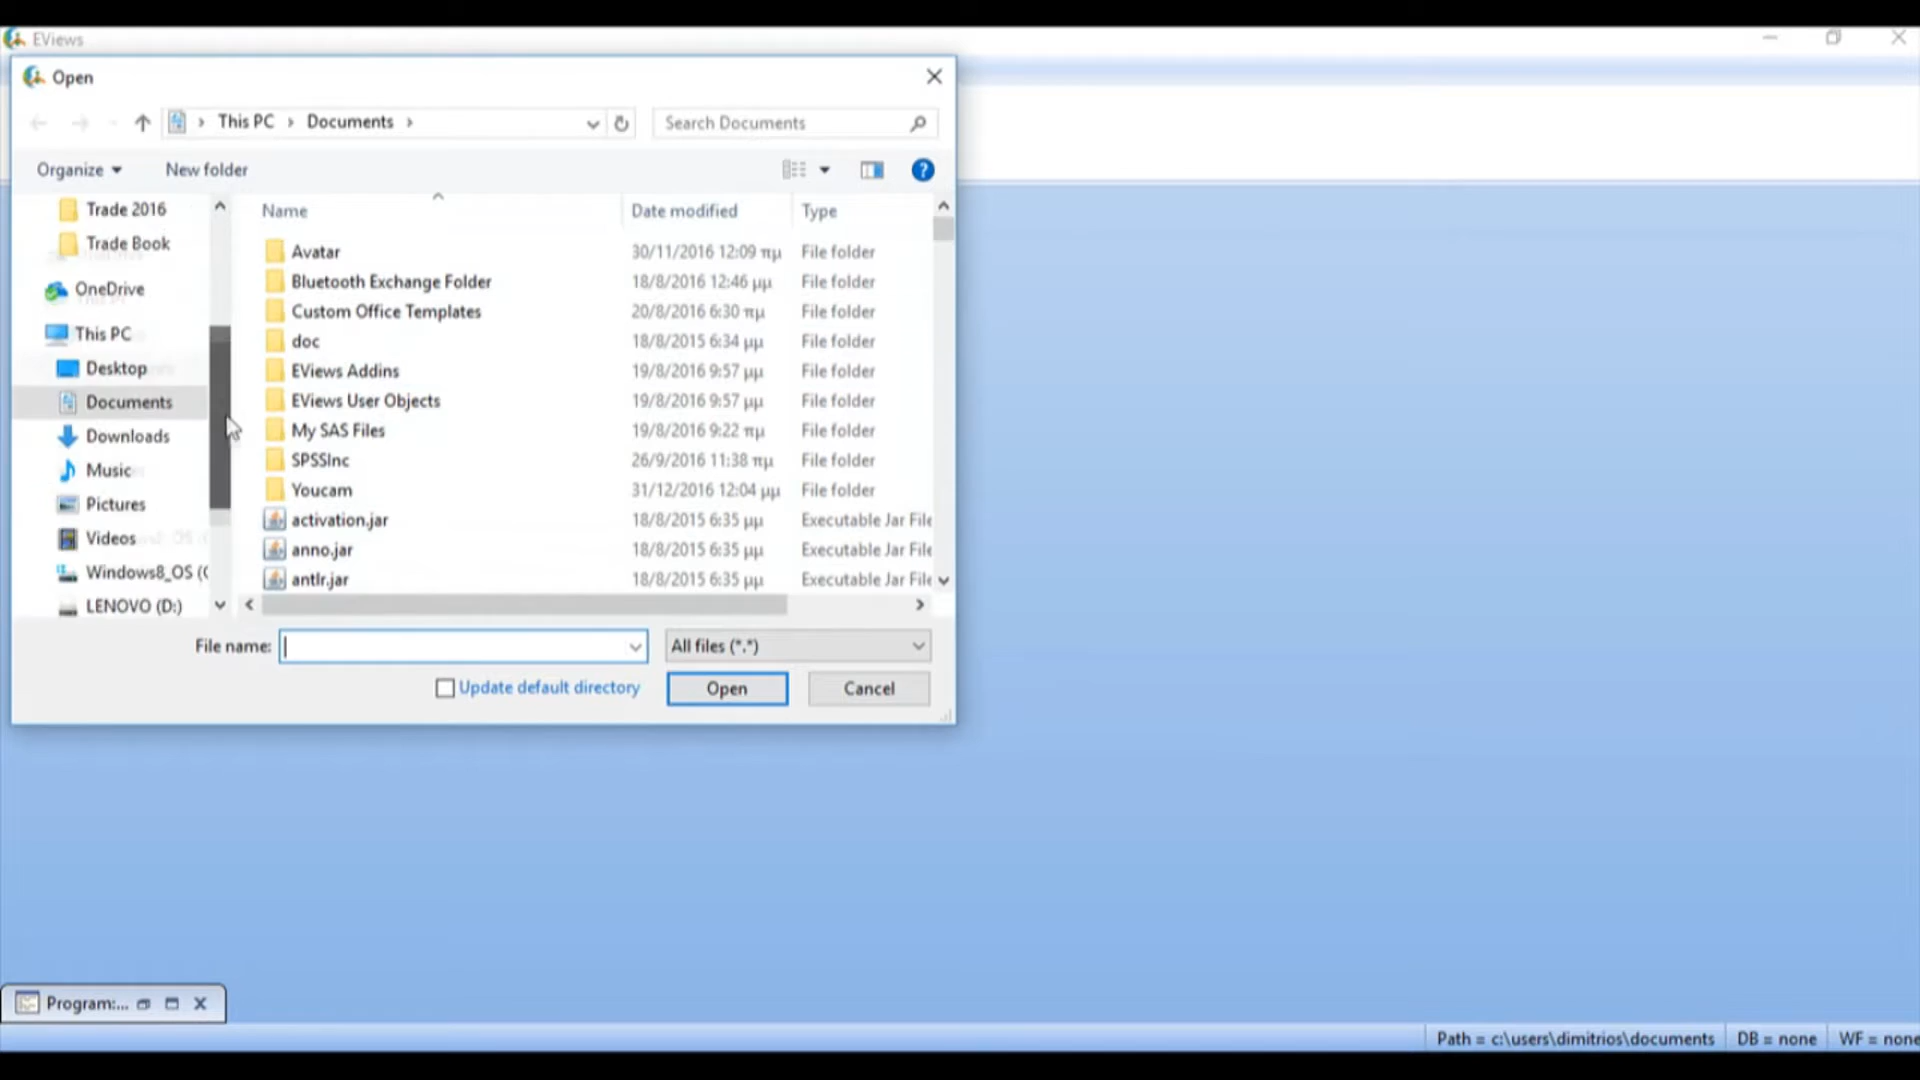 EViews
Open
This PC > Documents >
Search Documents
Organize
New folder
?
Trade 2016
Trade Book
OneDrive
This PC
Desktop
Documents
Downloads
Music
Pictures
Videos
Windows8_OS (C
LENOVO (D:)
Name Date modified Type
Avatar 30/11/2016 12:09 πμ File folder
Bluetooth Exchange Folder 18/8/2016 12:46 μμ File folder
Custom Office Templates 20/8/2016 6:30 πμ File folder
doc 18/8/2015 6:34 μμ File folder
EViews Addins 19/8/2016 9:57 μμ File folder
EViews User Objects 19/8/2016 9:57 μμ File folder
My SAS Files 19/8/2016 9:22 πμ File folder
SPSSInc 26/9/2016 11:38 πμ File folder
Youcam 31/12/2016 12:04 μμ File folder
activation.jar 18/8/2015 6:35 μμ Executable Jar File
anno.jar 18/8/2015 6:35 μμ Executable Jar File
antlr.jar 18/8/2015 6:35 μμ Executable Jar File
File name:
All files (*.*)
Update default directory
Open
Cancel
Program:...
Path = c:\users\dimitrios\documents DB = none WF = none